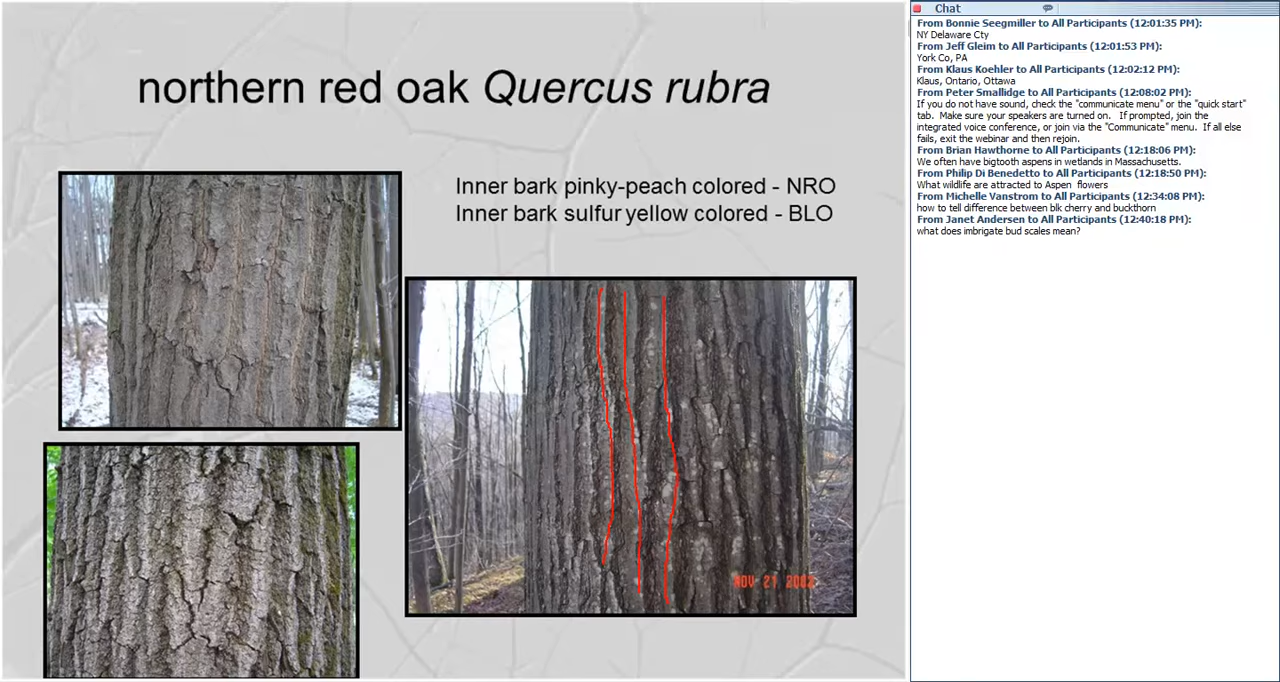 northern red oak Quercus rubra
Inner bark pinky-peach colored - NRO
Inner bark sulfur yellow colored - BLO
NOV 21 2002
Chat
From Bonnie Seegmiller to All Participants (12:01:35 PM):
NY Delaware Cty
From Jeff Gleim to All Participants (12:01:53 PM):
York Co, PA
From Klaus Koehler to All Participants (12:02:12 PM):
Klaus, Ontario, Ottawa
From Peter Smallidge to All Participants (12:08:02 PM):
If you do not have sound, check the "communicate menu" or the "quick start"
tab. Make sure your speakers are turned on. If prompted, join the
integrated voice conference, or join via the "Communicate" menu. If all else
fails, exit the webinar and then rejoin.
From Brian Hawthorne to All Participants (12:18:06 PM):
We often have bigtooth aspens in wetlands in Massachusetts.
From Philip Di Benedetto to All Participants (12:18:50 PM):
What wildlife are attracted to Aspen flowers
From Michelle Vanstrom to All Participants (12:34:08 PM):
how to tell difference between blk cherry and buckthorn
From Janet Andersen to All Participants (12:40:18 PM):
what does imbrigate bud scales mean?